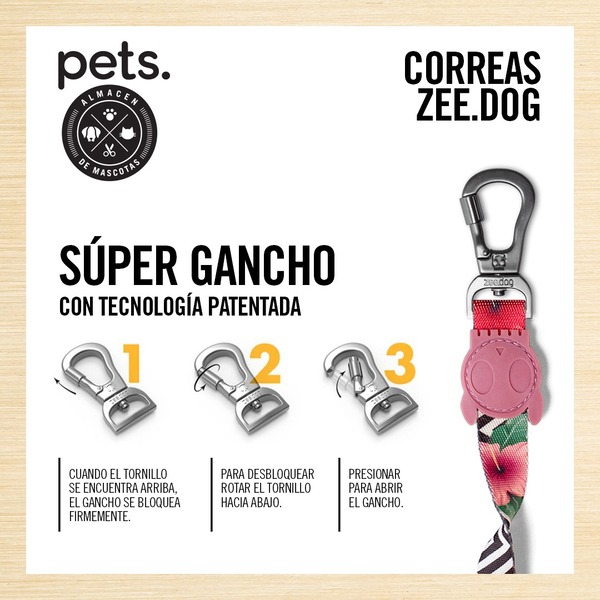 pets.
ALMACEN
DE MASCOTAS
CORREAS
ZEE.DOG
SÚPER GANCHO
CON TECNOLOGÍA PATENTADA
1
2
3
CUANDO EL TORNILLO
SE ENCUENTRA ARRIBA,
EL GANCHO SE BLOQUEA
FIRMEMENTE.
PARA DESBLOQUEAR
ROTAR EL TORNILLO
HACIA ABAJO.
PRESIONAR
PARA ABRIR
EL GANCHO.
zee.dog